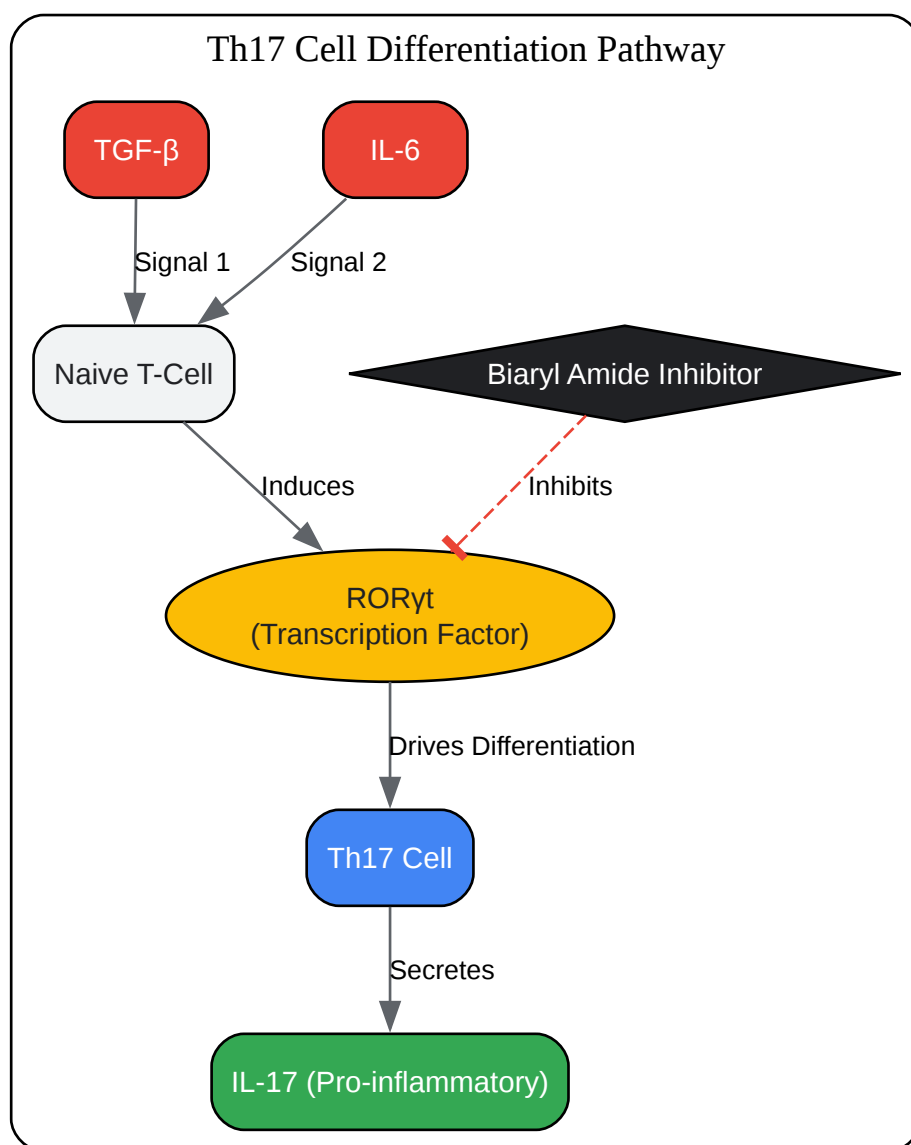 Th17 Cell Differentiation Pathway
TGF-β
IL-6
Signal 1
Signal 2
Naive T-Cell
Biaryl Amide Inhibitor
Induces
Inhibits
RORγt
(Transcription Factor)
Drives Differentiation
Th17 Cell
Secretes
IL-17 (Pro-inflammatory)